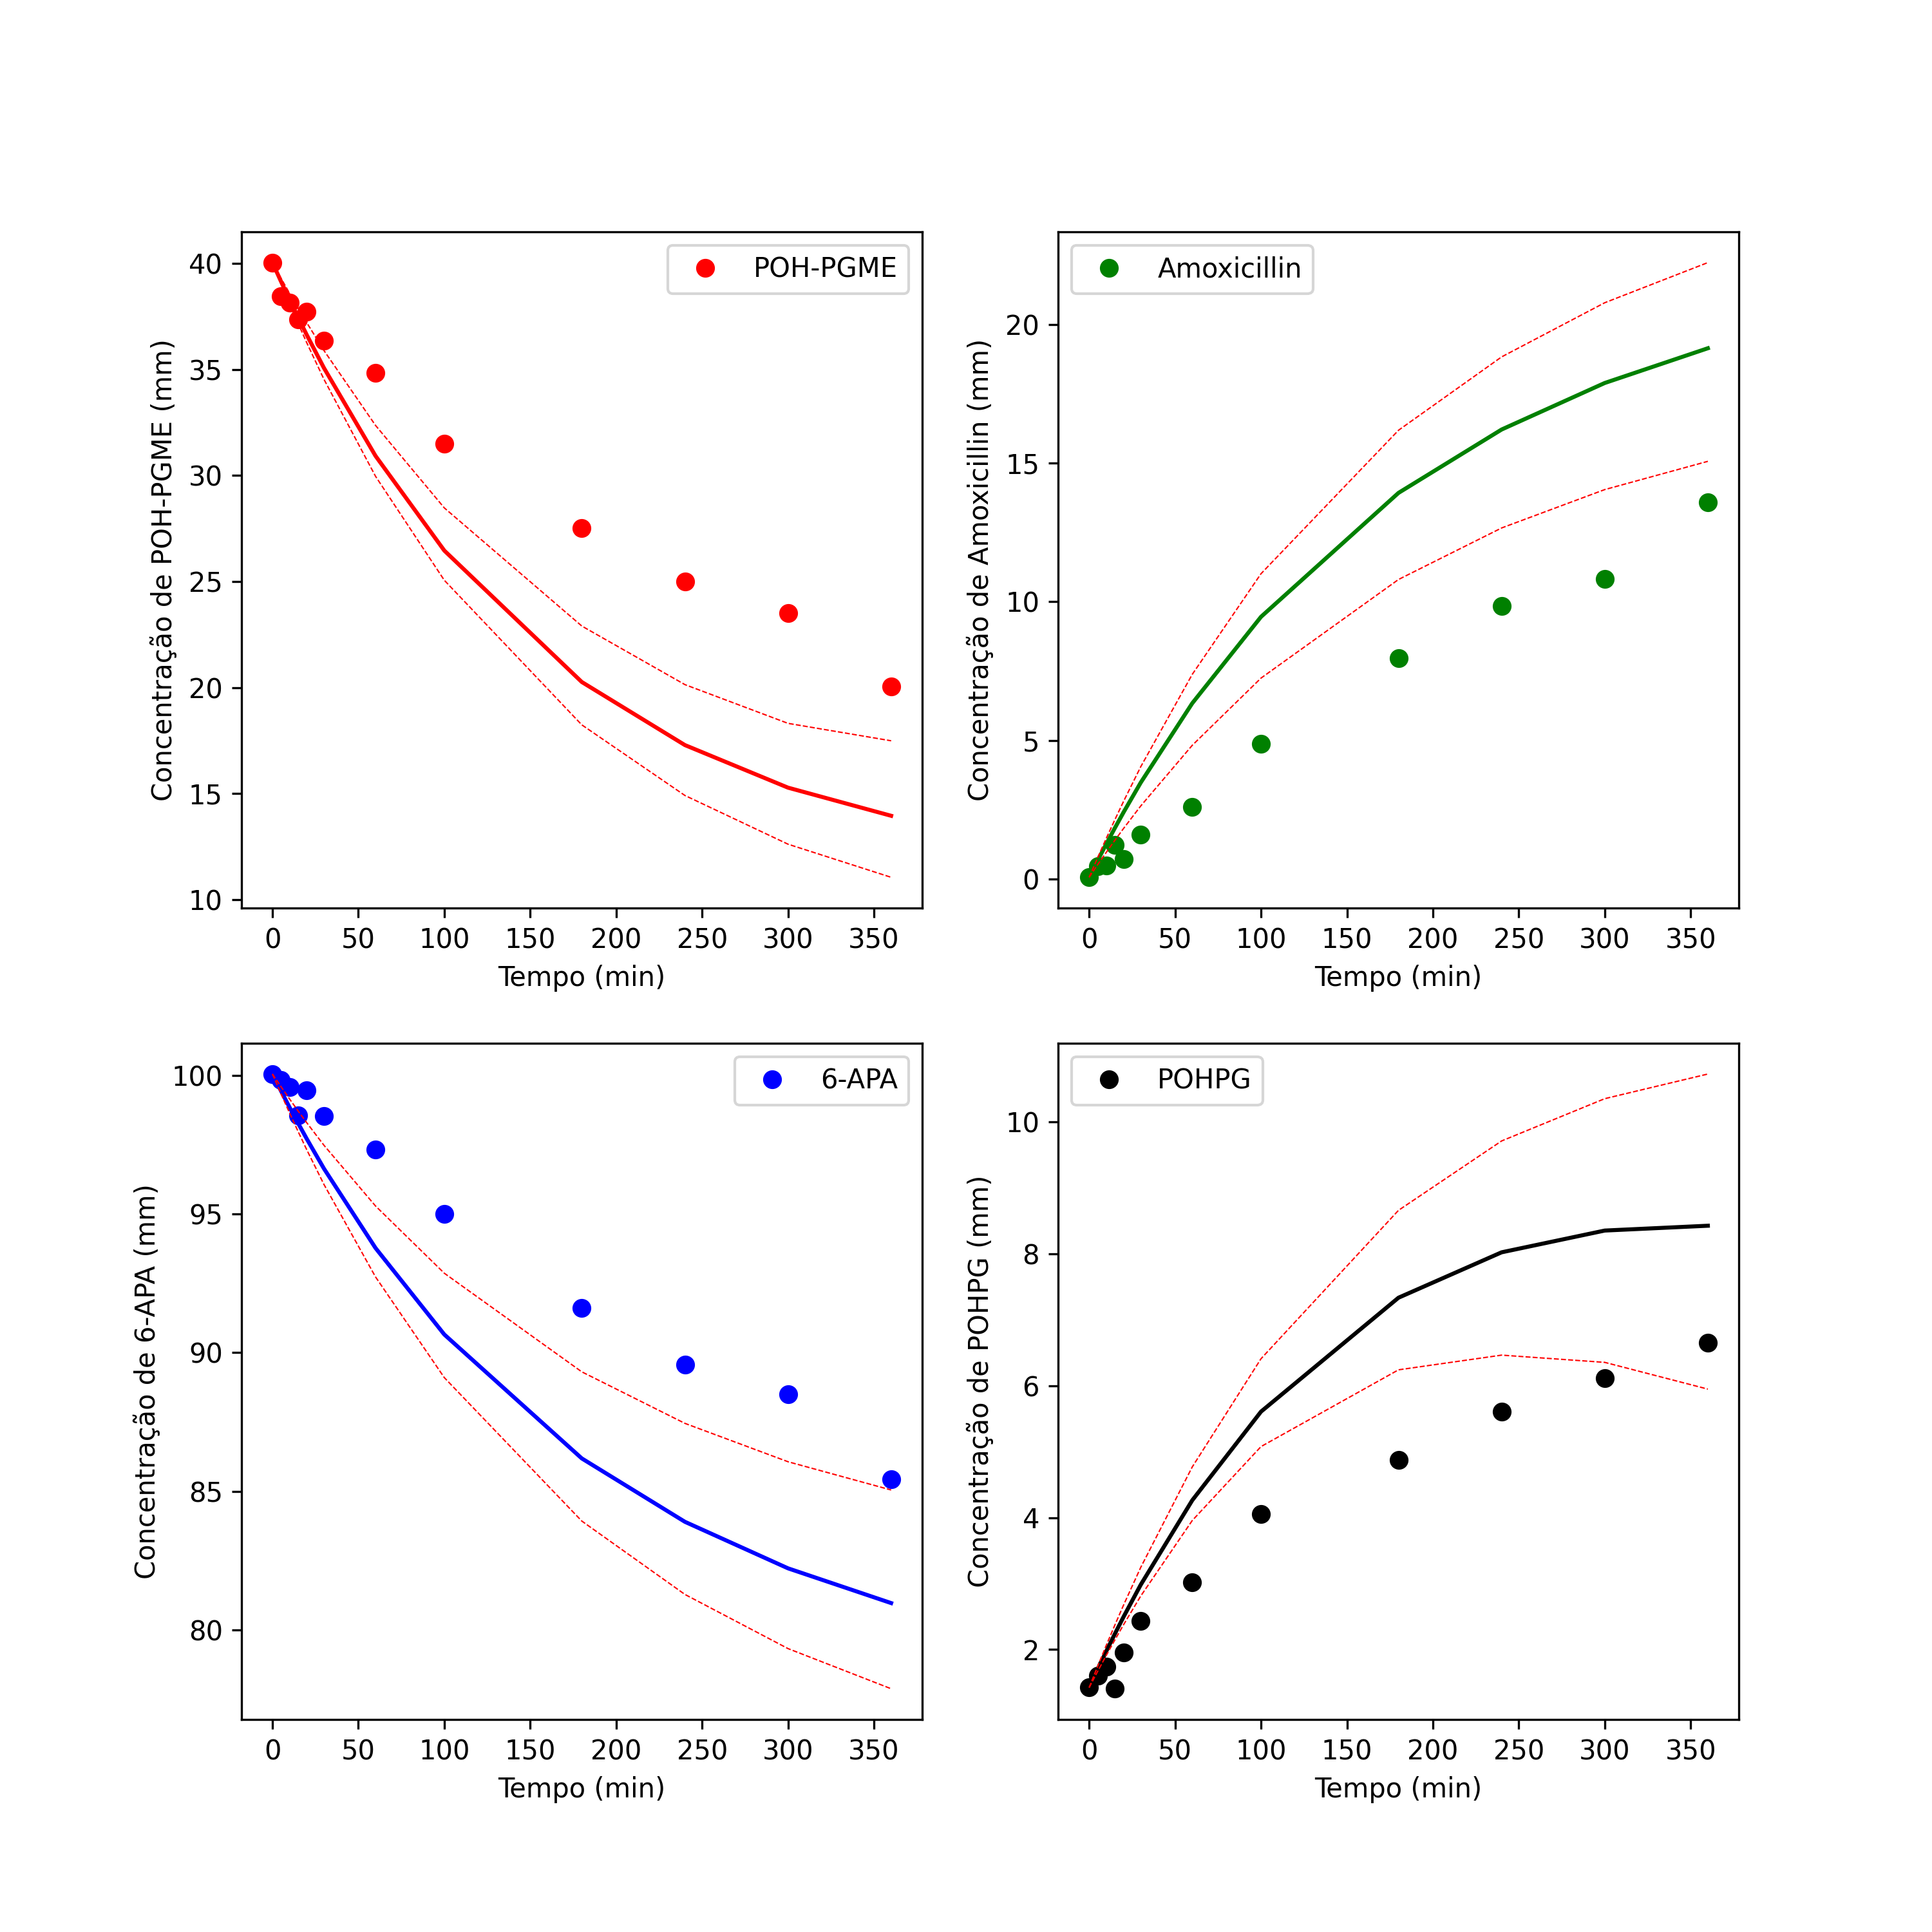 POH-PGME
Concentração de POH-PGME (mm)
40
35
30
25
20
15
10
0 50 100 150 200 250 300 350
Tempo (min)
Amoxicillin
Concentração de Amoxicillin (mm)
20
15
10
5
0
0 50 100 150 200 250 300 350
Tempo (min)
6-APA
Concentração de 6-APA (mm)
100
95
90
85
80
0 50 100 150 200 250 300 350
Tempo (min)
POHPG
Concentração de POHPG (mm)
10
8
6
4
2
0 50 100 150 200 250 300 350
Tempo (min)